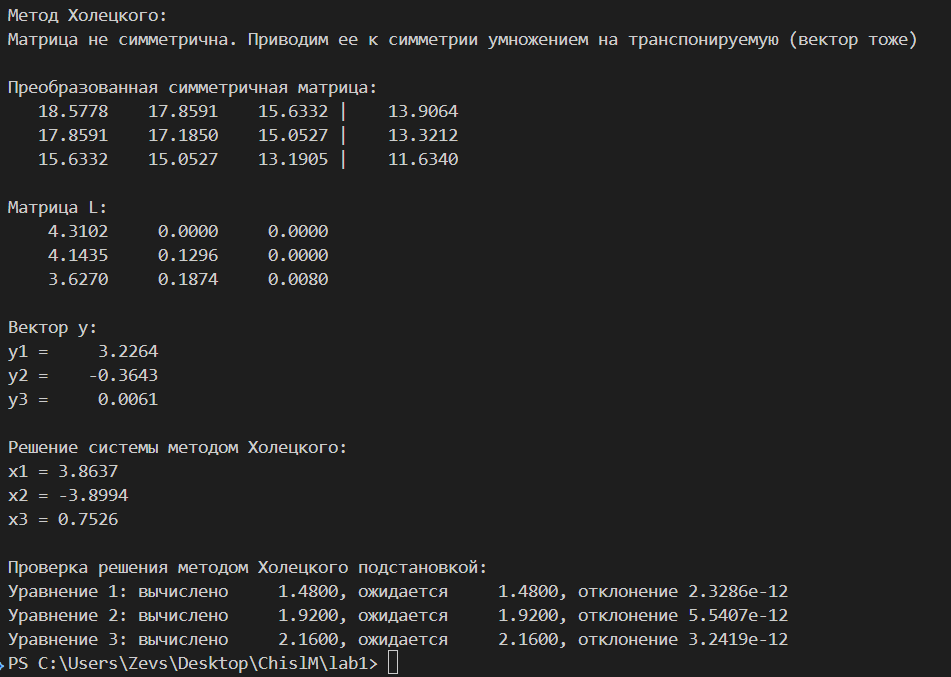 Метод Холецкого:
Матрица не симметрична. Приводим ее к симметрии умножением на транспонируемую (вектор тоже)
Преобразованная симметричная матрица:
18.5778 17.8591 15.6332 | 13.9064
17.8591 17.1850 15.0527 | 13.3212
15.6332 15.0527 13.1905 | 11.6340
Матрица L:
4.3102 0.0000 0.0000
4.1435 0.1296 0.0000
3.6270 0.1874 0.0080
Вектор y:
y1 = 3.2264
y2 = -0.3643
y3 = 0.0061
Решение системы методом Холецкого:
x1 = 3.8637
x2 = -3.8994
x3 = 0.7526
Проверка решения методом Холецкого подстановкой:
Уравнение 1: вычислено 1.4800, ожидается 1.4800, отклонение 2.3286e-12
Уравнение 2: вычислено 1.9200, ожидается 1.9200, отклонение 5.5407e-12
Уравнение 3: вычислено 2.1600, ожидается 2.1600, отклонение 3.2419e-12
PS C:\Users\Zevs\Desktop\ChislM\lab1>